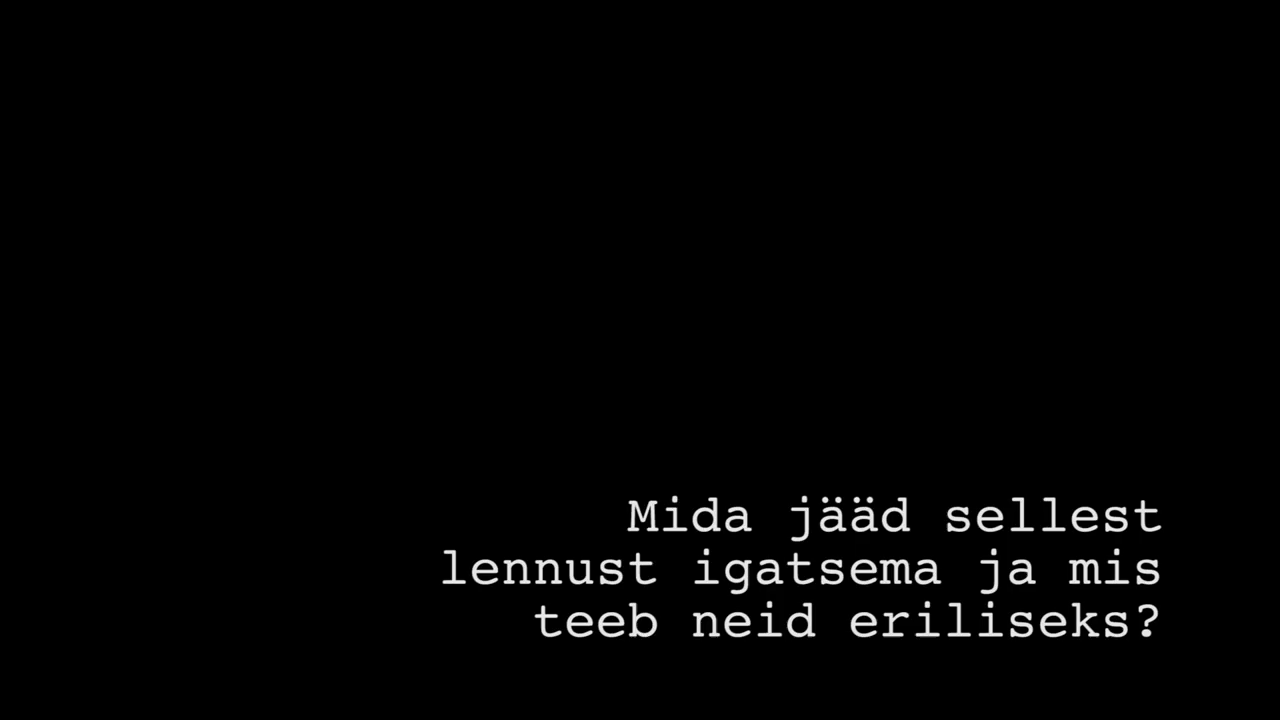 Mida jääd sellest
lennust igatsema ja mis
teeb neid eriliseks?